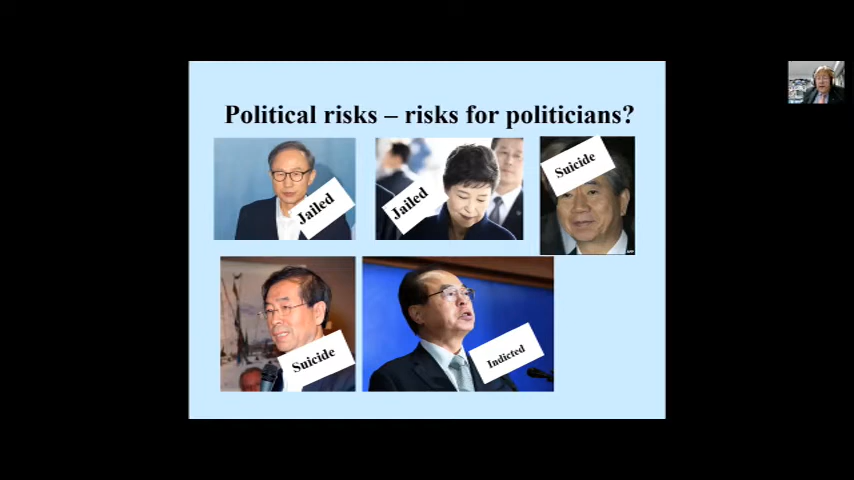 Political risks – risks for politicians?
Jailed
Jailed
Suicide
Suicide
Indicted